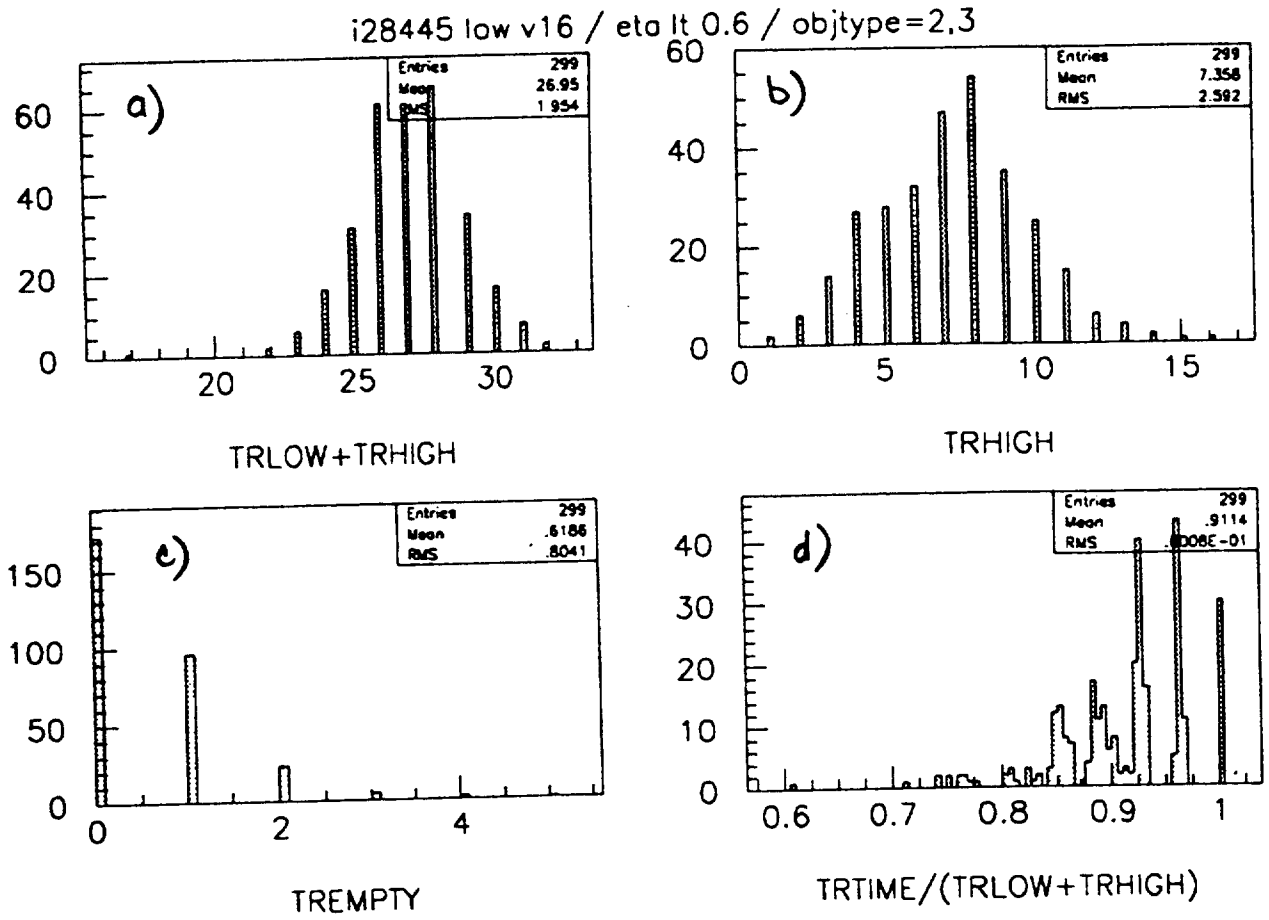 i28445 low v16 / eta lt 0.6 / objtype=2,3
a)
Entries 299
Mean 26.95
RMS 1.954
60
40
20
0
20 25 30
TRLOW+TRHIGH
b)
Entries 299
Mean 7.358
RMS 2.592
60
40
20
0
0 5 10 15
TRHIGH
c)
Entries 299
Mean .6186
RMS .8041
150
100
50
0
0 2 4
TREMPTY
d)
Entries 299
Mean .9114
RMS
40
30
20
10
0
0.6 0.7 0.8 0.9 1
TRTIME/(TRLOW+TRHIGH)